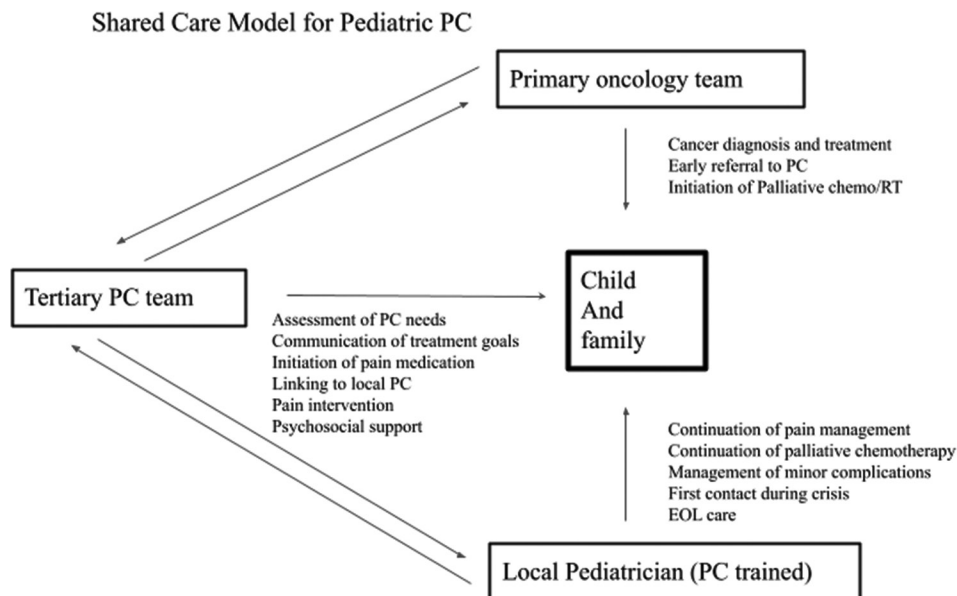 Shared Care Model for Pediatric PC
Primary oncology team
Cancer diagnosis and treatment
Early referral to PC
Initiation of Palliative chemo/RT
Tertiary PC team
Assessment of PC needs
Communication of treatment goals
Initiation of pain medication
Linking to local PC
Pain intervention
Psychosocial support
Child
And
family
Continuation of pain management
Continuation of palliative chemotherapy
Management of minor complications
First contact during crisis
EOL care
Local Pediatrician (PC trained)